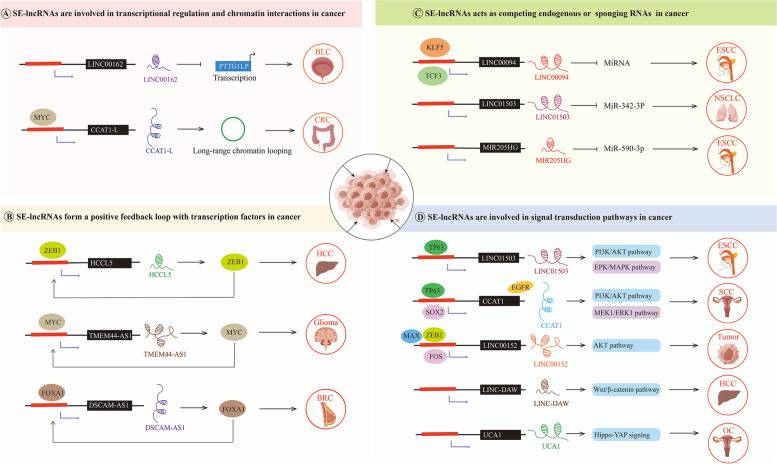 A SE-lncRNAs are involved in transcriptional regulation and chromatin interactions in cancer
LINC00162
LINC00162
PTTG1LP
Transcription
BLC
MYC
CCAT1-L
CCAT1-L
Long-range chromatin looping
CRC
B SE-lncRNAs form a positive feedback loop with transcription factors in cancer
ZEB1
HCCL5
HCCL5
ZEB1
HCC
MYC
TMEM44-AS1
TMEM44-AS1
MYC
Glioma
FOXA1
DSCAM-AS1
DSCAM-AS1
FOXA1
BRC
C SE-lncRNAs acts as competing endogenous or sponging RNAs in cancer
KLF5
TCF3
LINC00094
LINC00094
MiRNA
ESCC
LINC01503
LINC01503
MiR-342-3P
NSCLC
MIR205HG
MIR205HG
MiR-590-3p
ESCC
D SE-lncRNAs are involved in signal transduction pathways in cancer
TP63
LINC01503
LINC01503
PI3K/AKT pathway
EPK/MAPK pathway
ESCC
TP63
SOX2
CCAT1
EGFR
CCAT1
PI3K/AKT pathway
MEK1/ERK1 pathway
SCC
MAX
ZEB1
FOS
LINC00152
LINC00152
AKT pathway
Tumor
LINC-DAW
LINC-DAW
Wnt/β-catenin pathway
HCC
UCA1
UCA1
Hippo-YAP signing
OC